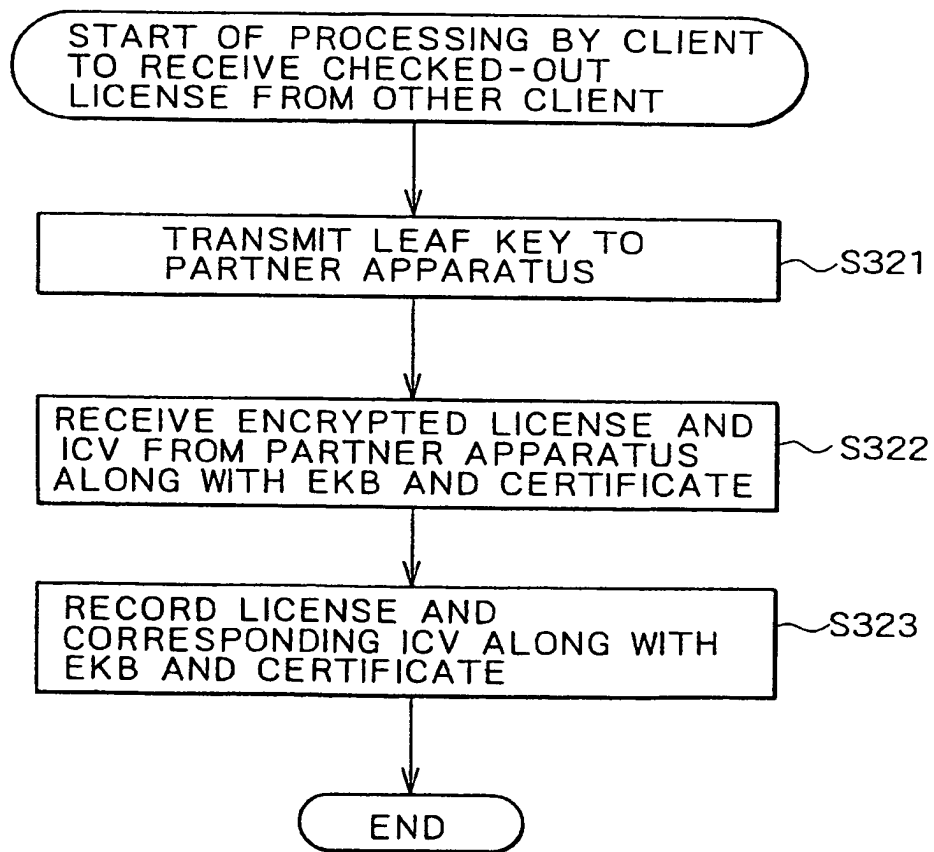 START OF PROCESSING BY CLIENT
TO RECEIVE CHECKED-OUT
LICENSE FROM OTHER CLIENT
TRANSMIT LEAF KEY TO
PARTNER APPARATUS
S321
RECEIVE ENCRYPTED LICENSE AND
ICV FROM PARTNER APPARATUS
ALONG WITH EKB AND CERTIFICATE
S322
RECORD LICENSE AND
CORRESPONDING ICV ALONG WITH
EKB AND CERTIFICATE
S323
END